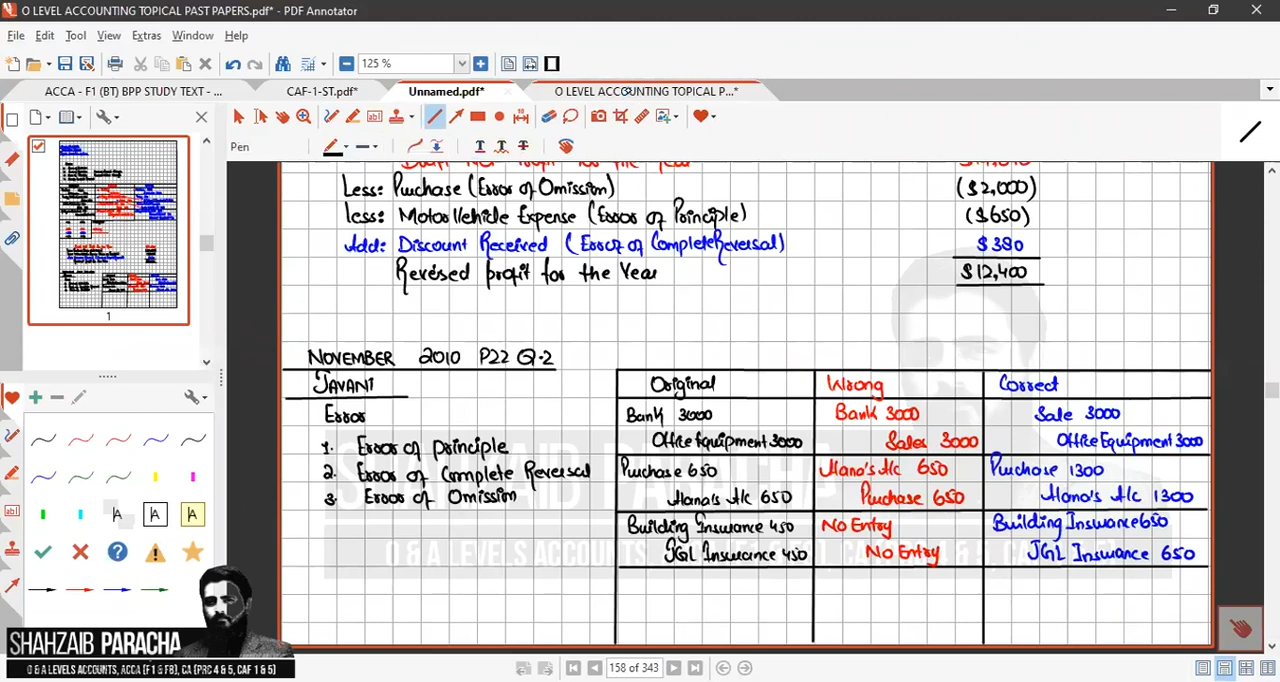 O LEVEL ACCOUNTING TOPICAL PAST PAPERS.pdf* - PDF Annotator
File Edit Tool View Extras Window Help
125 %
ACCA - F1 (BT) BPP STUDY TEXT - ... CAF-1-ST.pdf* Unnamed.pdf* O LEVEL ACCOUNTING TOPICAL P...*
Pen
Less: Purchase (Error of Omission) ($2,000)
Less: Motor Vehicle Expense (Error of Principle) ($650)
Add: Discount Received (Error of Complete Reversal) $380
Revised profit for the Year $12,400
1
NOVEMBER 2010 P22 Q.2
JAVANI
Original Wrong Correct
Error
Bank 3000 Bank 3000 Sale 3000
Office Equipment 3000 Sales 3000 Office Equipment 3000
1. Error of principle
2. Error of Complete Reversal
3. Error of Omission
Purchase 650 Mano's A/c 650 Purchase 1300
Mano's A/c 650 Purchase 650 Mano's A/c 1300
Building Insurance 450 No Entry Building Insurance 650
JGL Insurance 450 No Entry JGL Insurance 650
SHAHZAIB PARACHA
SHAHZAIB PARACHA
O & A LEVELS ACCOUNTS, ACCA [F1 & F8], CA [PRC 4 & 5, CAF 1 & 5]
158 of 343